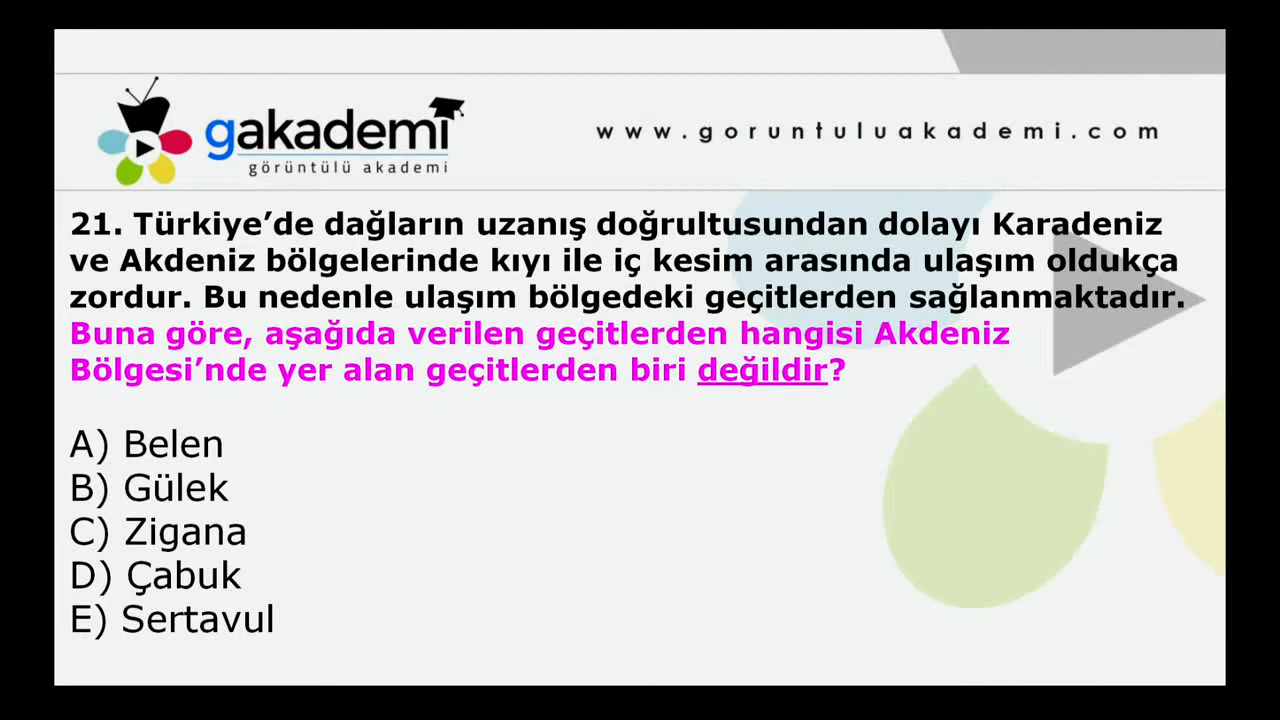 gakademi
görüntülü akademi
www.goruntuluakademi.com
21. Türkiye’de dağların uzanış doğrultusundan dolayı Karadeniz
ve Akdeniz bölgelerinde kıyı ile iç kesim arasında ulaşım oldukça
zordur. Bu nedenle ulaşım bölgedeki geçitlerden sağlanmaktadır.
Buna göre, aşağıda verilen geçitlerden hangisi Akdeniz
Bölgesi’nde yer alan geçitlerden biri değildir?
A) Belen
B) Gülek
C) Zigana
D) Çabuk
E) Sertavul